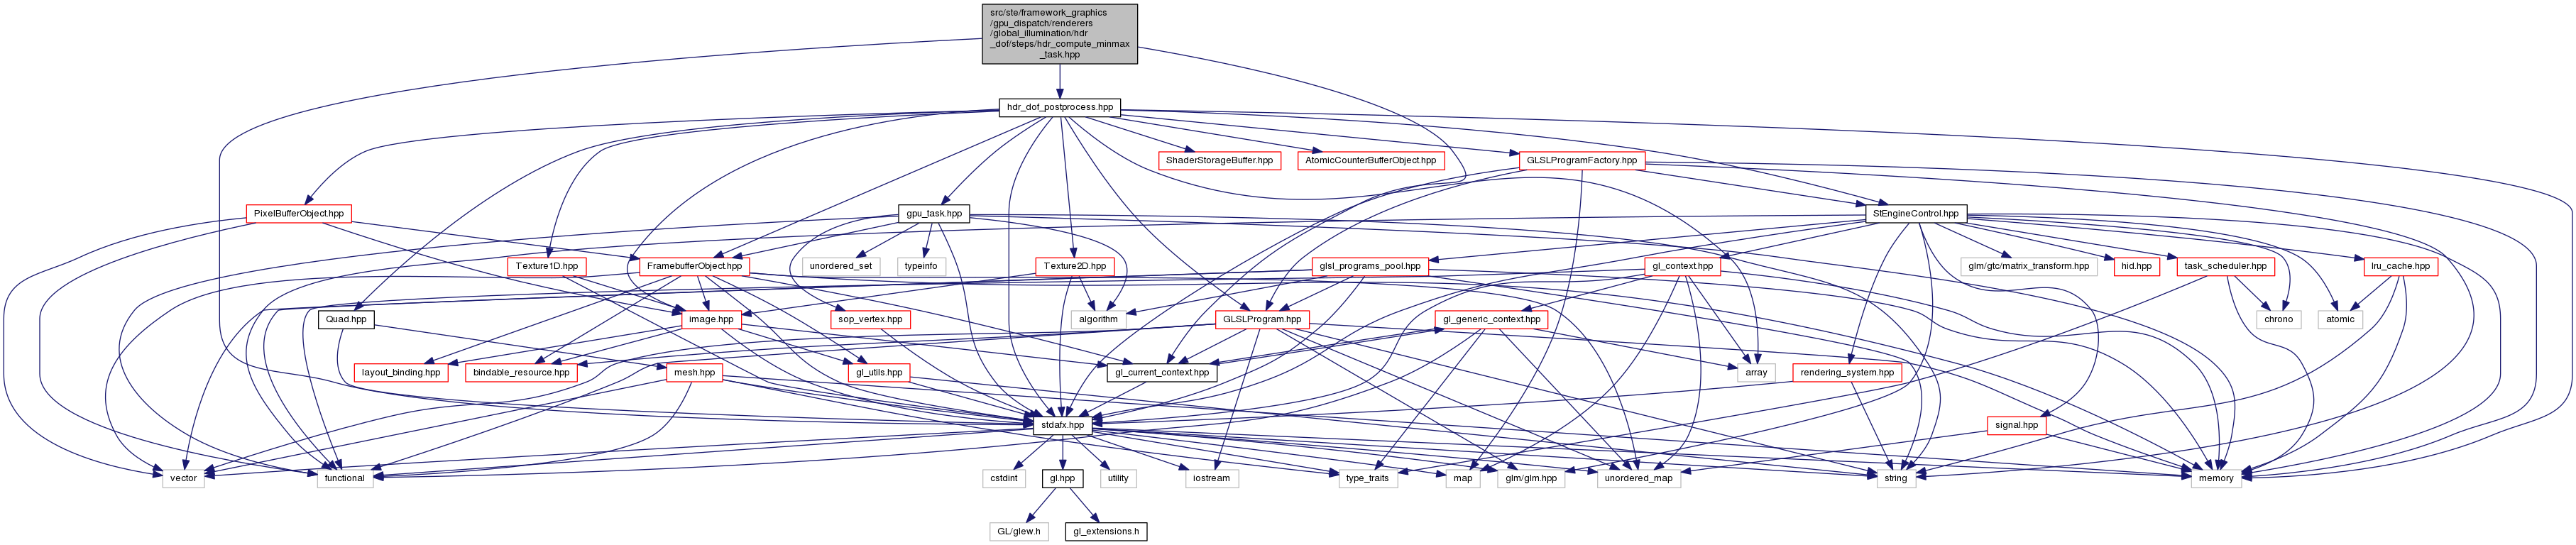 src/ste/framework_graphics
/gpu_dispatch/renderers
/global_illumination/hdr
_dof/steps/hdr_compute_minmax
_task.hpp
hdr_dof_postprocess.hpp
ShaderStorageBuffer.hpp
AtomicCounterBufferObject.hpp
GLSLProgramFactory.hpp
PixelBufferObject.hpp
gpu_task.hpp
StEngineControl.hpp
Texture1D.hpp
FramebufferObject.hpp
unordered_set
typeinfo
Texture2D.hpp
glsl_programs_pool.hpp
gl_context.hpp
glm/gtc/matrix_transform.hpp
hid.hpp
task_scheduler.hpp
lru_cache.hpp
Quad.hpp
image.hpp
sop_vertex.hpp
algorithm
GLSLProgram.hpp
gl_generic_context.hpp
chrono
atomic
layout_binding.hpp
bindable_resource.hpp
mesh.hpp
gl_utils.hpp
gl_current_context.hpp
array
rendering_system.hpp
stdafx.hpp
signal.hpp
vector
functional
cstdint
gl.hpp
utility
iostream
type_traits
map
glm/glm.hpp
unordered_map
string
memory
GL/glew.h
gl_extensions.h